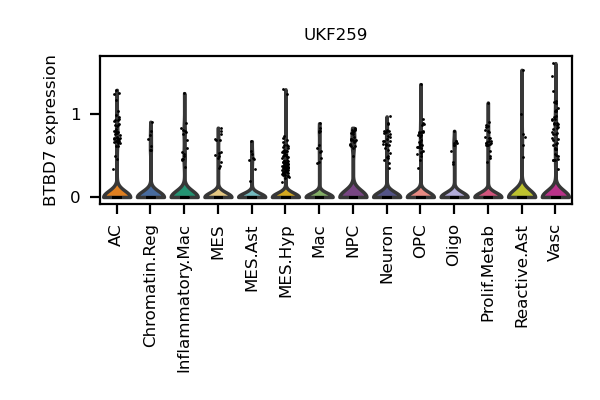 UKF259
BTBD7 expression
1
0
AC
Chromatin.Reg
Inflammatory.Mac
MES
MES.Ast
MES.Hyp
Mac
NPC
Neuron
OPC
Oligo
Prolif.Metab
Reactive.Ast
Vasc